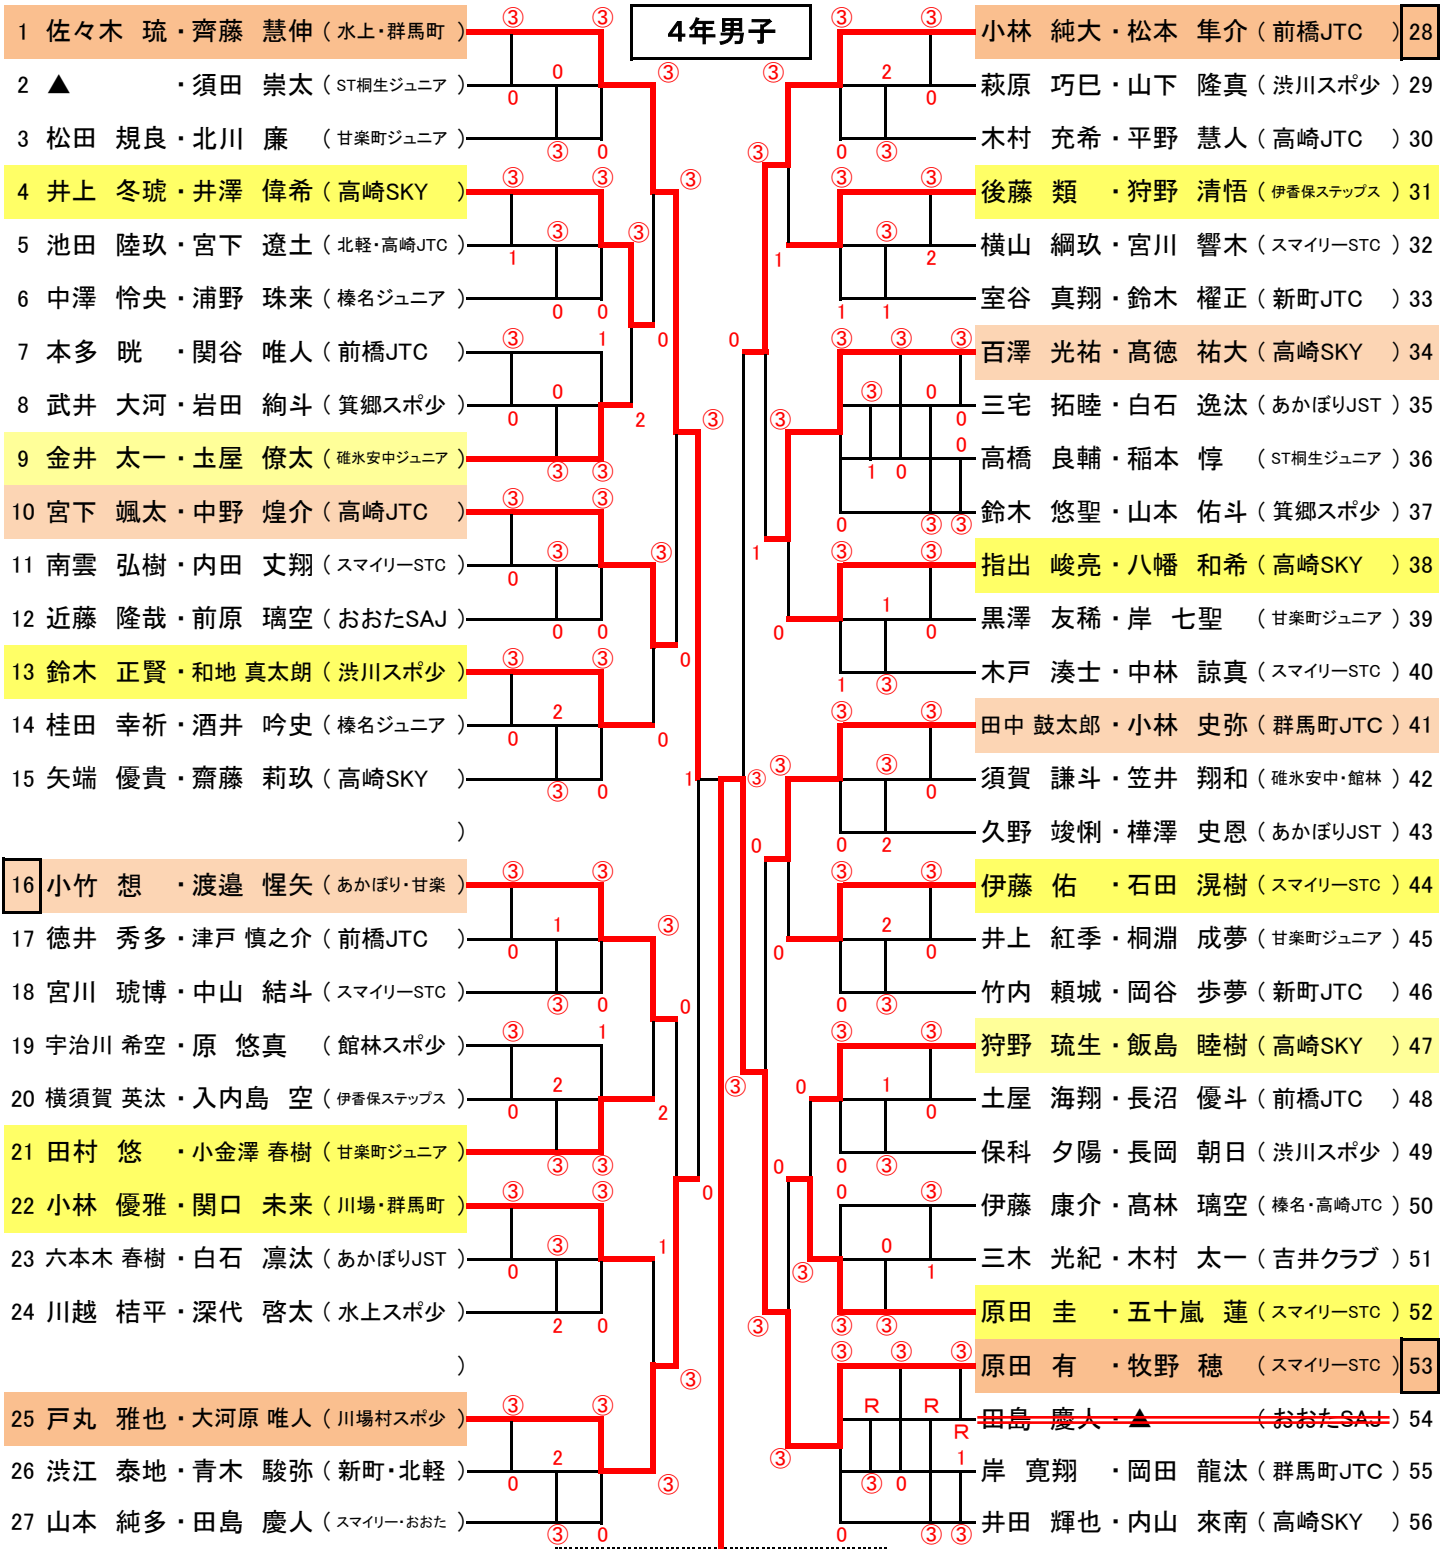 4年男子
1 佐々木 琉・齊藤 慧伸 ( 水上・群馬町 )
2 ▲ ・須田 崇太 ( ST桐生ジュニア )
3 松田 規良・北川 廉 ( 甘楽町ジュニア )
4 井上 冬琥・井澤 偉希 ( 高崎SKY )
5 池田 陸玖・宮下 遼土 ( 北軽・高崎JTC )
6 中澤 怜央・浦野 珠来 ( 榛名ジュニア )
7 本多 晄 ・関谷 唯人 ( 前橋JTC )
8 武井 大河・岩田 絢斗 ( 箕郷スポ少 )
9 金井 太一・圡屋 僚太 ( 碓氷安中ジュニア )
10 宮下 颯太・中野 煌介 ( 高崎JTC )
11 南雲 弘樹・内田 丈翔 ( スマイリーSTC )
12 近藤 隆哉・前原 璃空 ( おおたSAJ )
13 鈴木 正賢・和地 真太朗 ( 渋川スポ少 )
14 桂田 幸祈・酒井 吟史 ( 榛名ジュニア )
15 矢端 優貴・齋藤 莉玖 ( 高崎SKY )
)
16 小竹 想 ・渡邉 惺矢 ( あかぼり・甘楽 )
17 徳井 秀多・津戸 慎之介 ( 前橋JTC )
18 宮川 琥博・中山 結斗 ( スマイリーSTC )
19 宇治川 希空・原 悠真 ( 館林スポ少 )
20 横須賀 英汰・入内島 空 ( 伊香保ステップス )
21 田村 悠 ・小金澤 春樹 ( 甘楽町ジュニア )
22 小林 優雅・関口 未来 ( 川場・群馬町 )
23 六本木 春樹・白石 凛汰 ( あかぼりJST )
24 川越 桔平・深代 啓太 ( 水上スポ少 )
)
25 戸丸 雅也・大河原 唯人 ( 川場村スポ少 )
26 渋江 泰地・青木 駿弥 ( 新町・北軽 )
27 山本 純多・田島 慶人 ( スマイリー・おおた )
小林 純大・松本 隼介 ( 前橋JTC ) 28
萩原 巧巳・山下 隆真 ( 渋川スポ少 ) 29
木村 充希・平野 慧人 ( 高崎JTC ) 30
後藤 類 ・狩野 清悟 ( 伊香保ステップス ) 31
横山 綱玖・宮川 響木 ( スマイリーSTC ) 32
室谷 真翔・鈴木 櫂正 ( 新町JTC ) 33
百澤 光祐・髙徳 祐大 ( 高崎SKY ) 34
三宅 拓睦・白石 逸汰 ( あかぼりJST ) 35
高橋 良輔・稲本 惇 ( ST桐生ジュニア ) 36
鈴木 悠聖・山本 佑斗 ( 箕郷スポ少 ) 37
指出 峻亮・八幡 和希 ( 高崎SKY ) 38
黒澤 友稀・岸 七聖 ( 甘楽町ジュニア ) 39
木戸 湊士・中林 諒真 ( スマイリーSTC ) 40
田中 鼓太郎・小林 史弥 ( 群馬町JTC ) 41
須賀 謙斗・笠井 翔和 ( 碓氷安中・館林 ) 42
久野 竣悧・樺澤 史恩 ( あかぼりJST ) 43
伊藤 佑 ・石田 滉樹 ( スマイリーSTC ) 44
井上 紅季・桐淵 成夢 ( 甘楽町ジュニア ) 45
竹内 頼城・岡谷 歩夢 ( 新町JTC ) 46
狩野 琉生・飯島 睦樹 ( 高崎SKY ) 47
土屋 海翔・長沼 優斗 ( 前橋JTC ) 48
保科 夕陽・長岡 朝日 ( 渋川スポ少 ) 49
伊藤 康介・髙林 璃空 ( 榛名・高崎JTC ) 50
三木 光紀・木村 太一 ( 吉井クラブ ) 51
原田 圭 ・五十嵐 蓮 ( スマイリーSTC ) 52
原田 有 ・牧野 穂 ( スマイリーSTC ) 53
田島 慶人・▲ ( おおたSAJ ) 54
岸 寛翔 ・岡田 龍汰 ( 群馬町JTC ) 55
井田 輝也・内山 來南 ( 高崎SKY ) 56